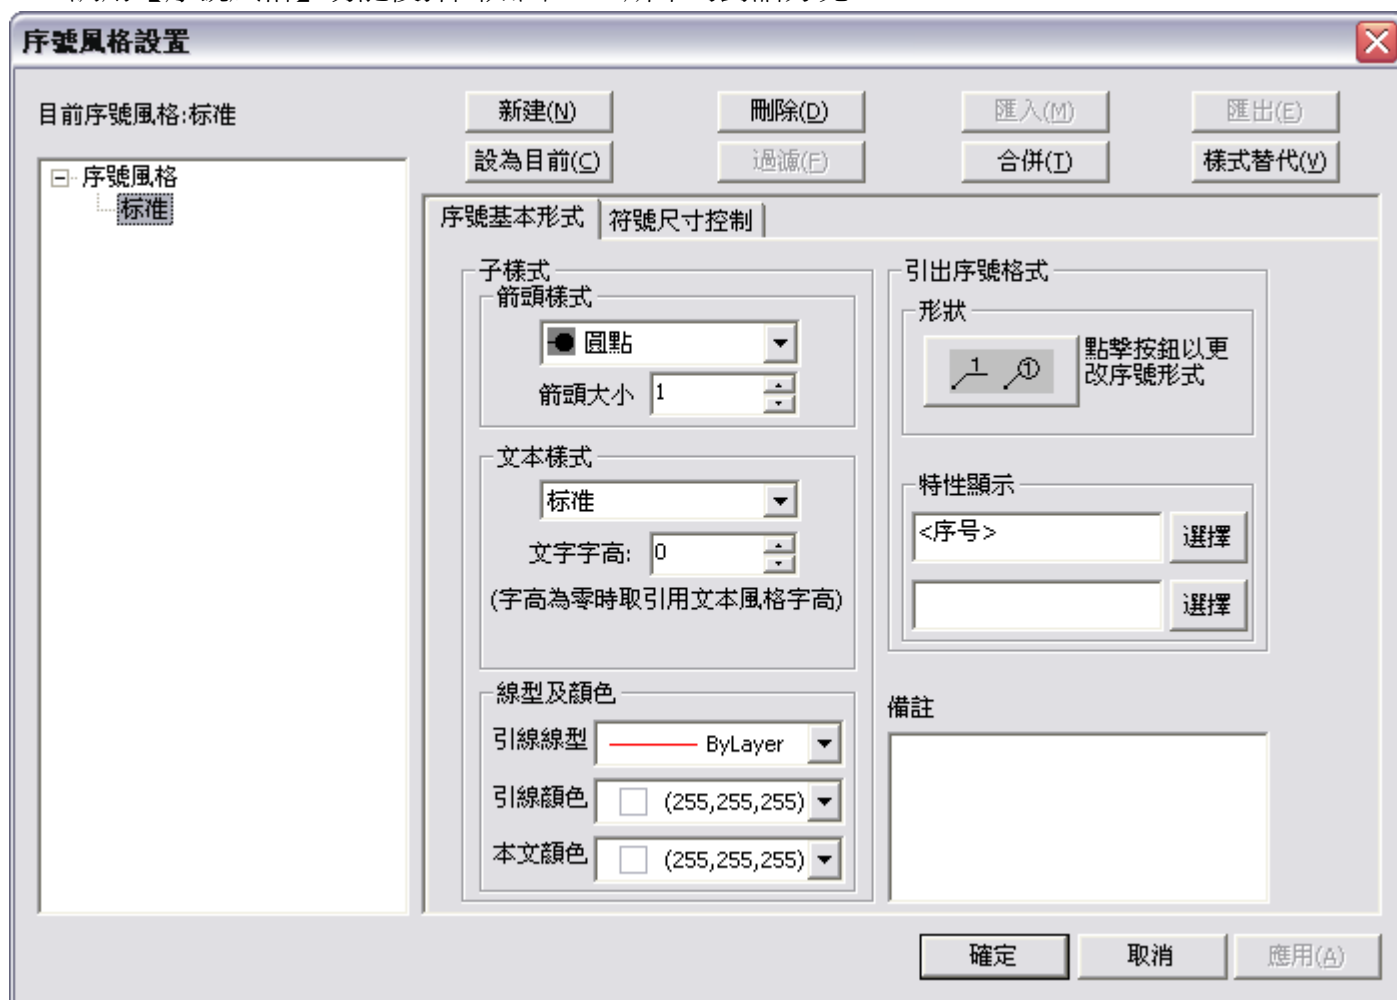 序號風格設置
目前序號風格:标准
新建(N) 刪除(D) 匯入(M) 匯出(E)
設為目前(C) 過濾(F) 合併(T) 樣式替代(V)
序號風格
标准
序號基本形式 符號尺寸控制
子樣式
箭頭樣式
圓點
箭頭大小 1
文本樣式
标准
文字字高: 0
(字高為零時取引用文本風格字高)
線型及顏色
引線線型 ByLayer
引線顏色 (255,255,255)
本文顏色 (255,255,255)
引出序號格式
形狀
1 ①
點擊按鈕以更
改序號形式
特性顯示
<序号> 選擇
選擇
備註
確定 取消 應用(A)